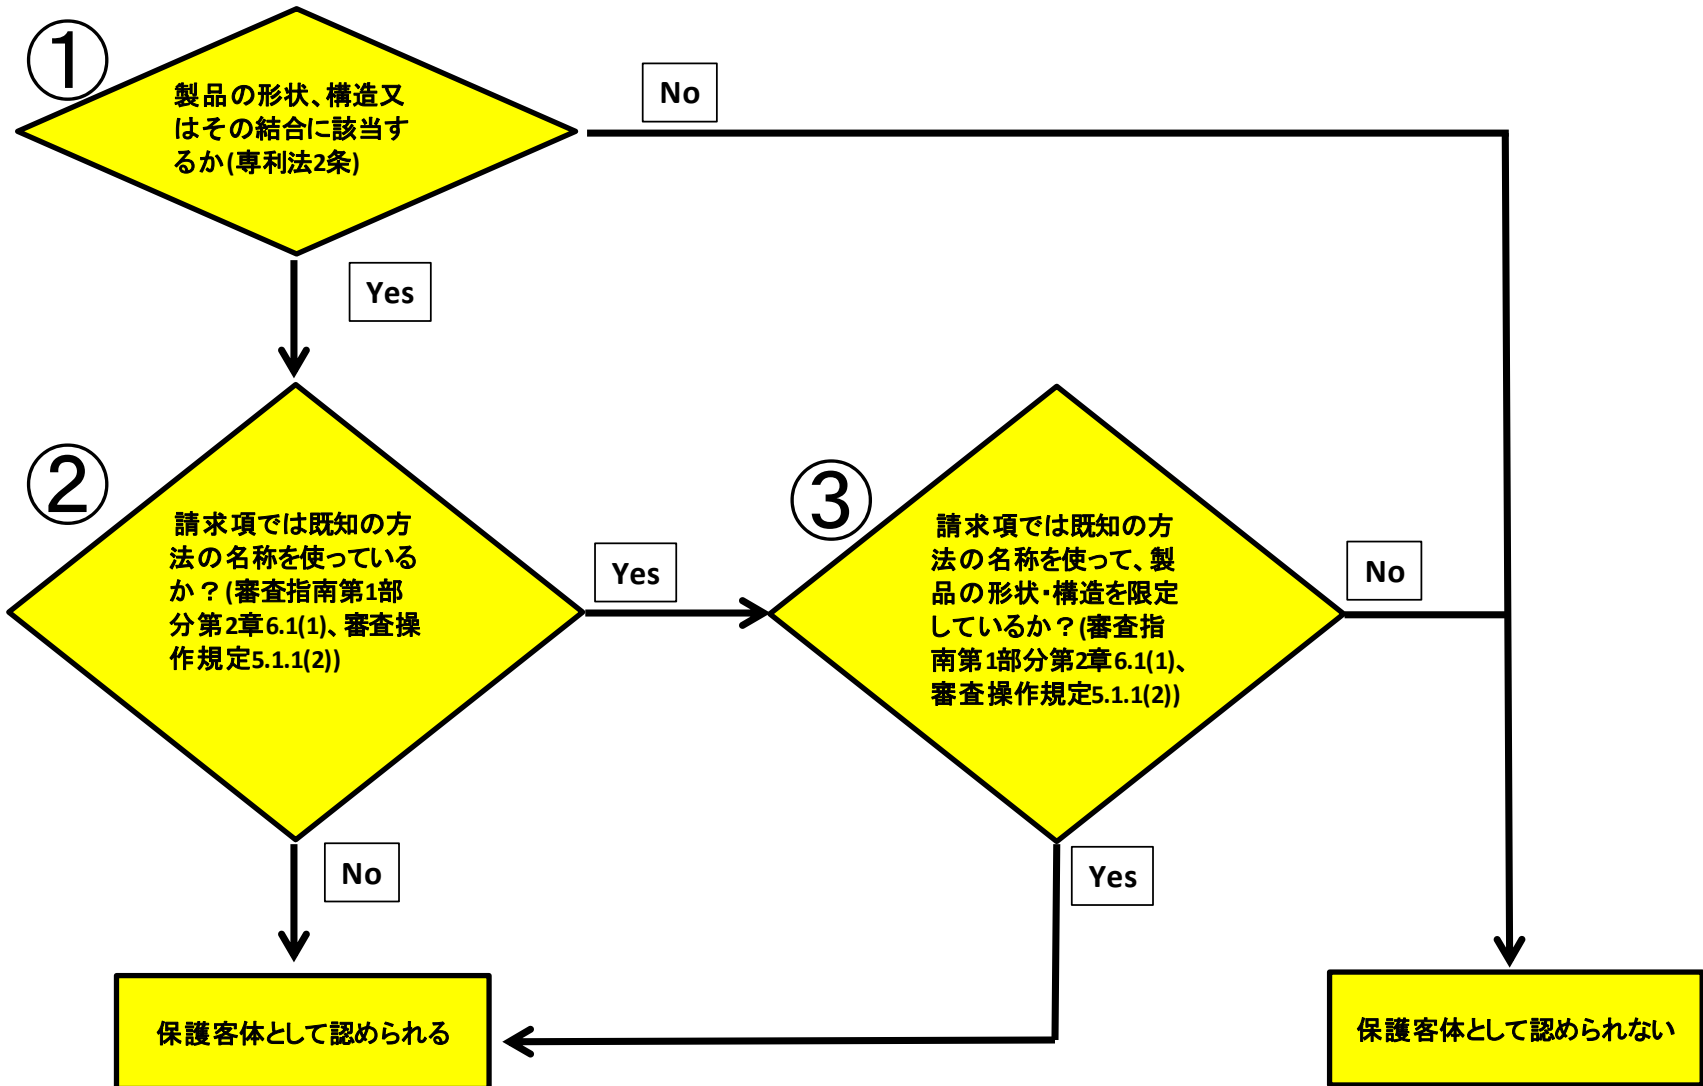 ①
製品の形状、構造又
はその結合に該当す
るか(専利法2条)
No
Yes
②
請求項では既知の方
法の名称を使っている
か？(審査指南第1部
分第2章6.1(1)、審査操
作規定5.1.1(2))
Yes
③
請求項では既知の方
法の名称を使って、製
品の形状・構造を限定
しているか？(審査指
南第1部分第2章6.1(1)、
審査操作規定5.1.1(2))
No
No
Yes
保護客体として認められる
保護客体として認められない